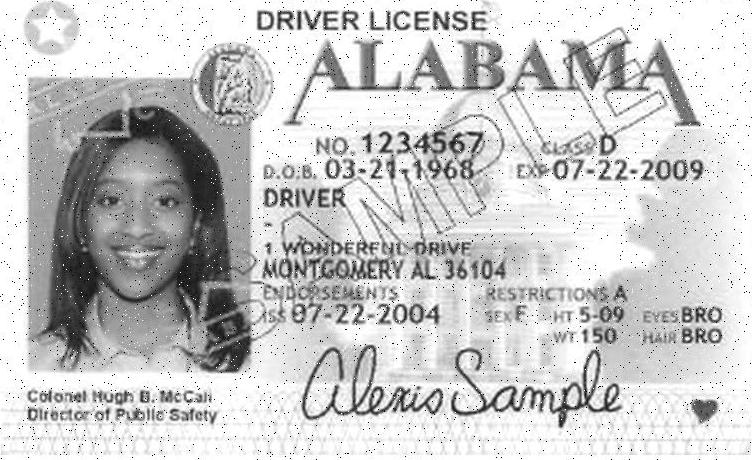 DRIVER LICENSE
ALABAMA
NO. 1234567 CLASS D
D.O.B. 03-21-1968 EXP 07-22-2009
DRIVER
-
1 WONDERFUL DRIVE
MONTGOMERY AL 36104
ENDORSEMENTS RESTRICTIONS A
ISS 07-22-2004 SEX F HT 5-09 EYES BRO
WT 150 HAIR BRO
Alexis Sample
Colonel Hugh B. McCall
Director of Public Safety
SAMPLE